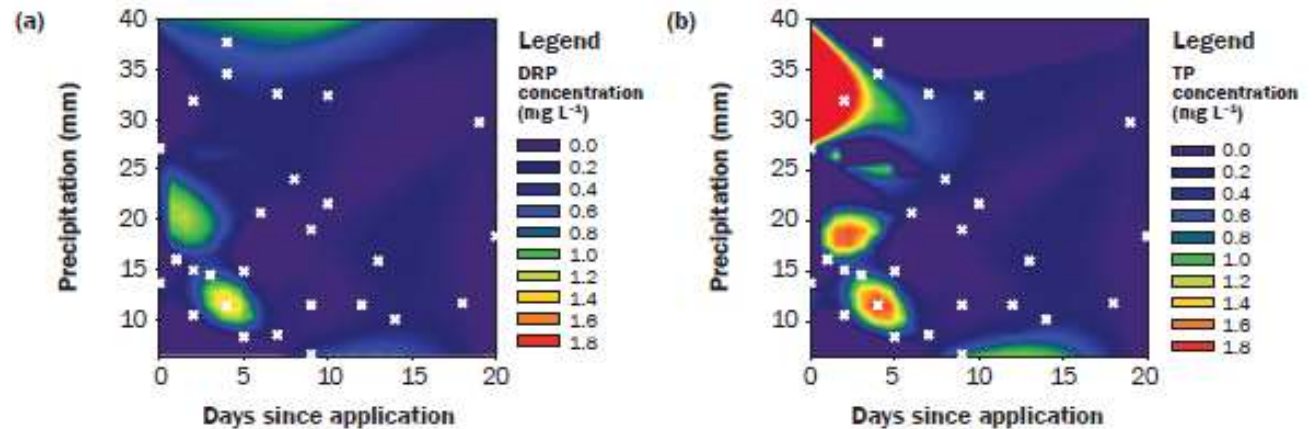 (a)
40
35
30
25
20
15
10
Precipitation (mm)
0 5 10 15 20
Days since application
Legend
DRP
concentration
(mg L⁻¹)
0.0
0.2
0.4
0.6
0.8
1.0
1.2
1.4
1.6
1.8
(b)
40
35
30
25
20
15
10
Precipitation (mm)
0 5 10 15 20
Days since application
Legend
TP
concentration
(mg L⁻¹)
0.0
0.2
0.4
0.6
0.8
1.0
1.2
1.4
1.6
1.8